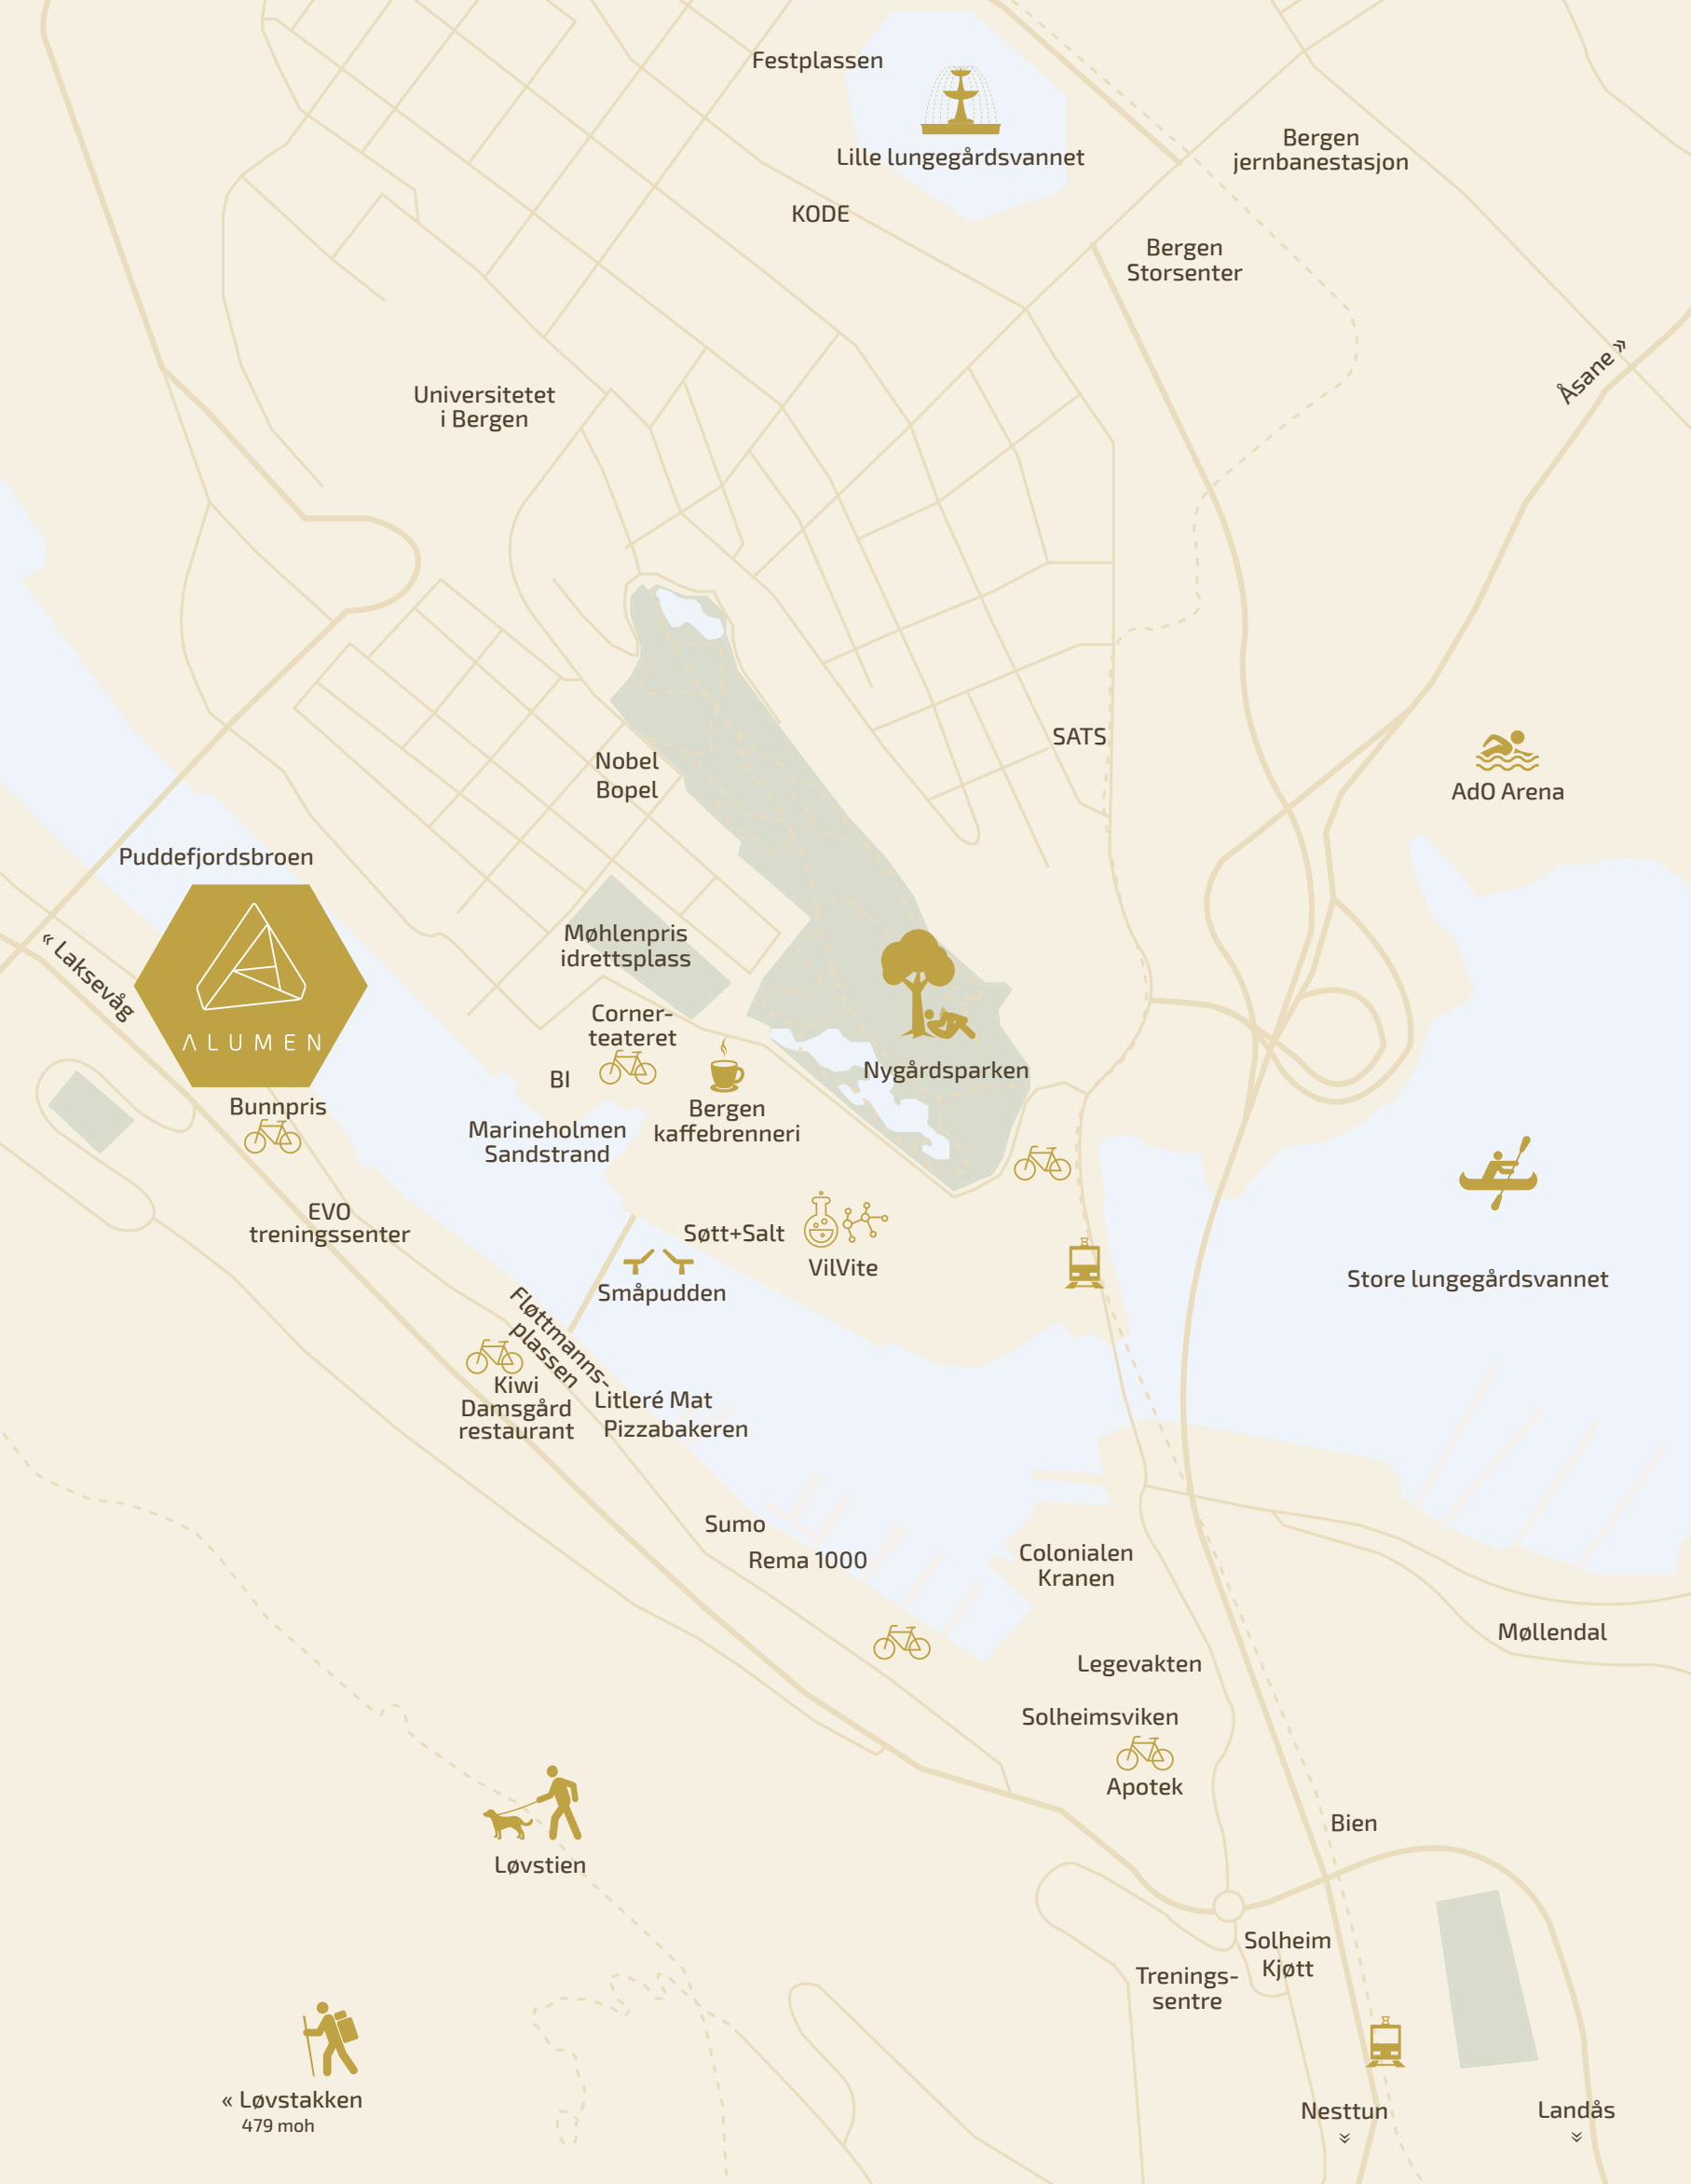 Festplassen
Lille lungegårdsvannet
Bergen
jernbanestasjon
KODE
Bergen
Storsenter
Åsane »
Universitetet
i Bergen
SATS
Nobel
Bopel
AdO Arena
Puddefjordsbroen
« Laksevåg
ALUMEN
Møhlenpris
idrettsplass
Corner-
teateret
BI
Nygårdsparken
Bunnpris
Bergen
kaffebrenneri
Marineholmen
Sandstrand
EVO
treningssenter
Søtt+Salt
VilVite
Småpudden
Store lungegårdsvannet
Fløttmanns-
plassen
Kiwi
Damsgård
restaurant
Litleré Mat
Pizzabakeren
Sumo
Rema 1000
Colonialen
Kranen
Møllendal
Legevakten
Solheimsviken
Apotek
Bien
Løvstien
Solheim
Kjøtt
Trenings-
sentre
« Løvstakken
479 moh
Nesttun
»
Landås
»